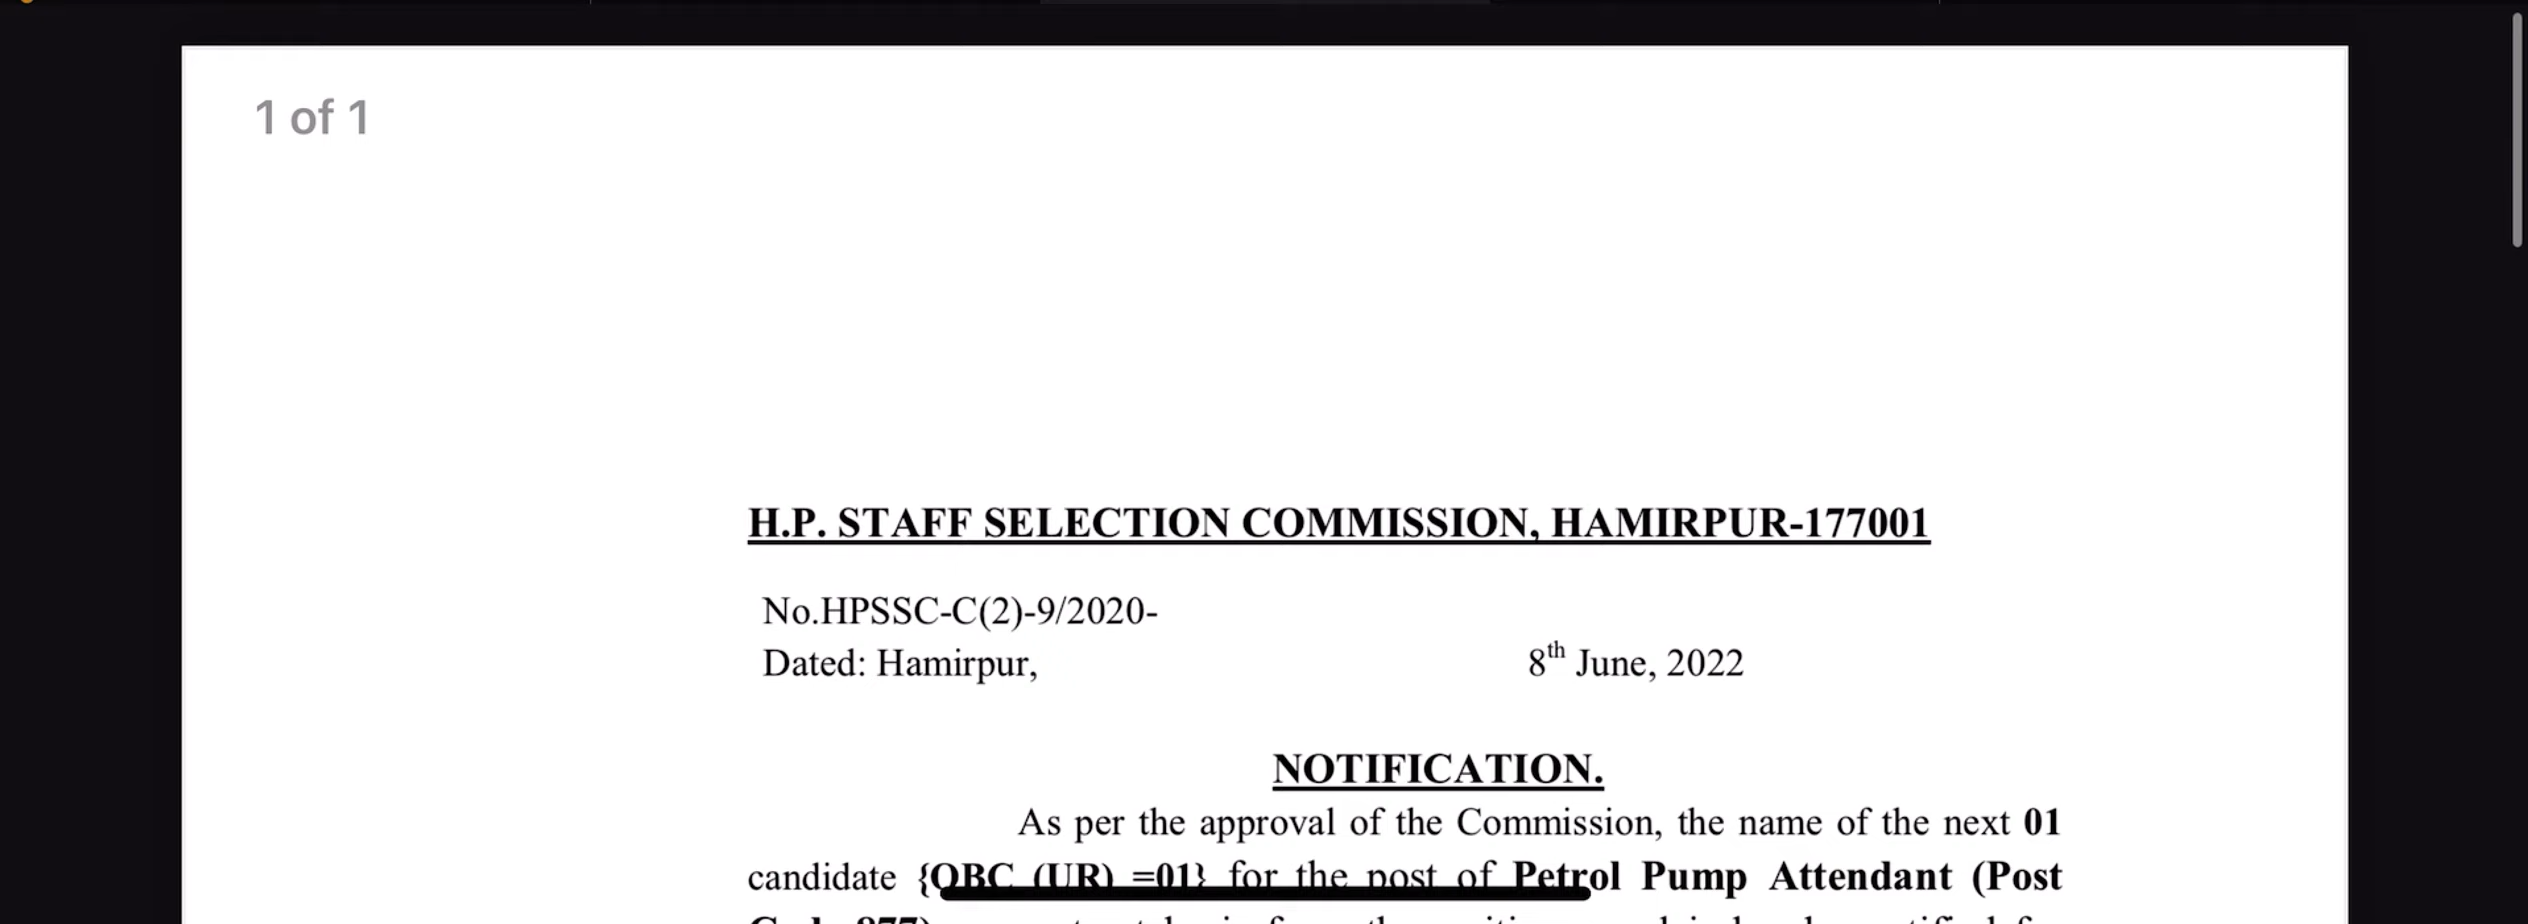 1 of 1
H.P. STAFF SELECTION COMMISSION, HAMIRPUR-177001
No.HPSSC-C(2)-9/2020-
Dated: Hamirpur, 8th June, 2022
NOTIFICATION.
As per the approval of the Commission, the name of the next 01
candidate {OBC (UR) =01} for the post of Petrol Pump Attendant (Post